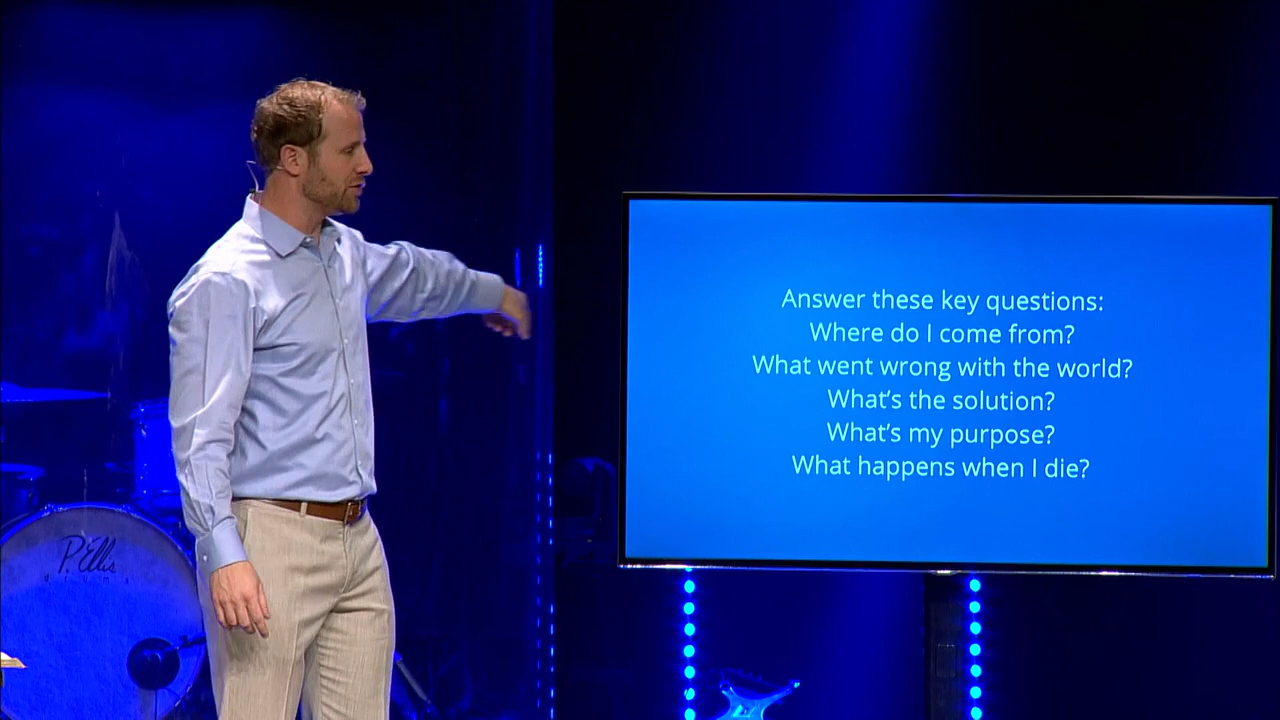 Answer these key questions:
Where do I come from?
What went wrong with the world?
What's the solution?
What's my purpose?
What happens when I die?
P. Ellis
drums